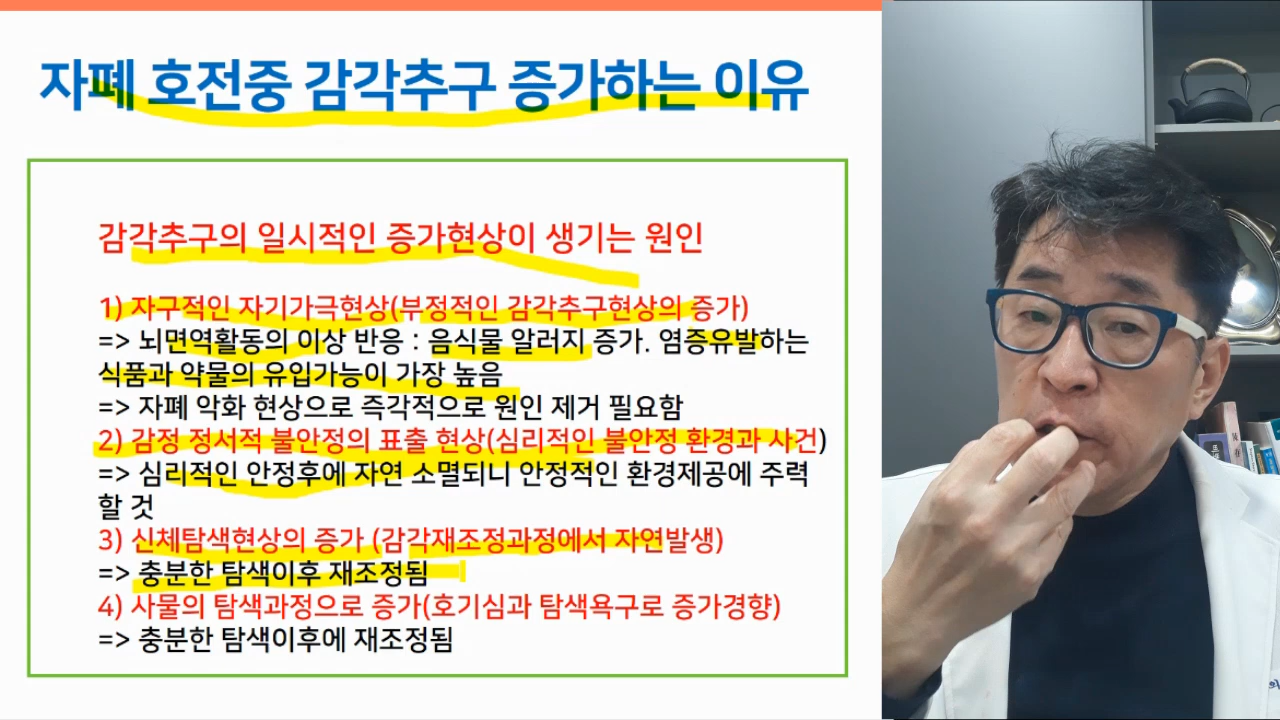 자폐 호전중 감각추구 증가하는 이유
감각추구의 일시적인 증가현상이 생기는 원인
1) 자구적인 자기가극현상(부정적인 감각추구현상의 증가)
=> 뇌면역활동의 이상 반응 : 음식물 알러지 증가. 염증유발하는
식품과 약물의 유입가능이 가장 높음
=> 자폐 악화 현상으로 즉각적으로 원인 제거 필요함
2) 감정 정서적 불안정의 표출 현상(심리적인 불안정 환경과 사건)
=> 심리적인 안정후에 자연 소멸되니 안정적인 환경제공에 주력
할 것
3) 신체탐색현상의 증가 (감각재조정과정에서 자연발생)
=> 충분한 탐색이후 재조정됨
4) 사물의 탐색과정으로 증가(호기심과 탐색욕구로 증가경향)
=> 충분한 탐색이후에 재조정됨